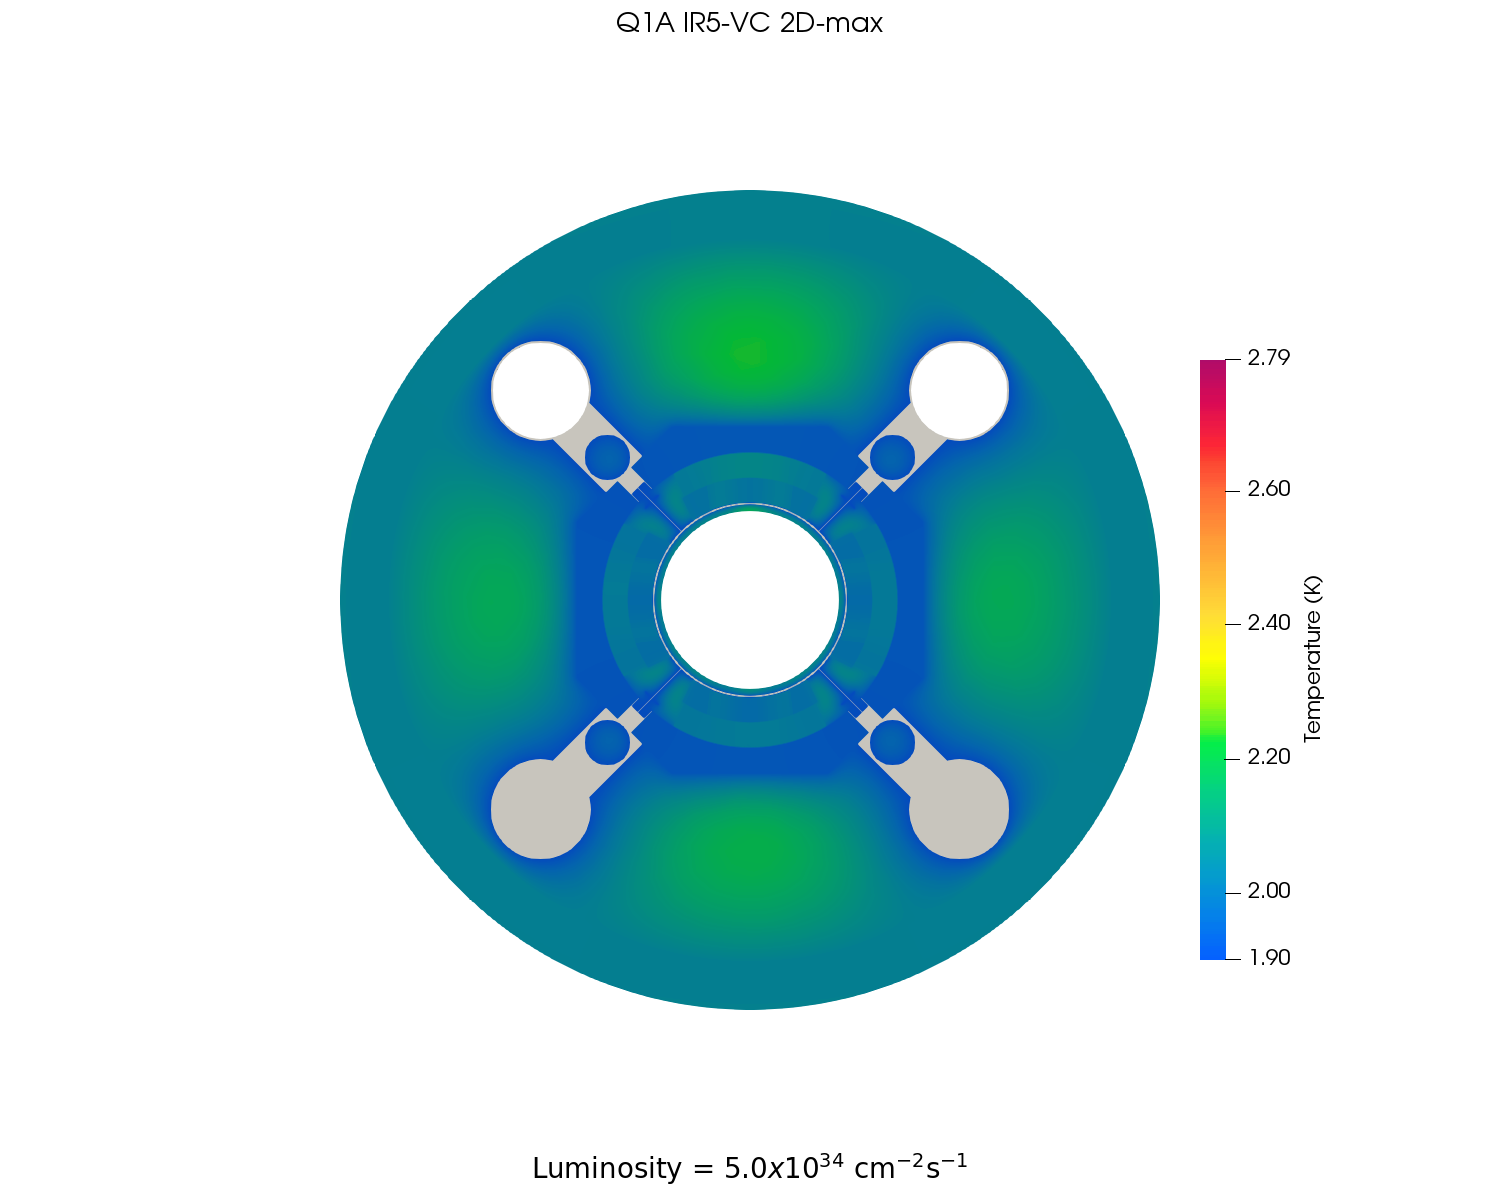 Q1A IR5-VC 2D-max
2.79
2.60
2.40
2.20
2.00
1.90
Temperature (K)
Luminosity = 5.0x10³⁴ cm⁻²s⁻¹